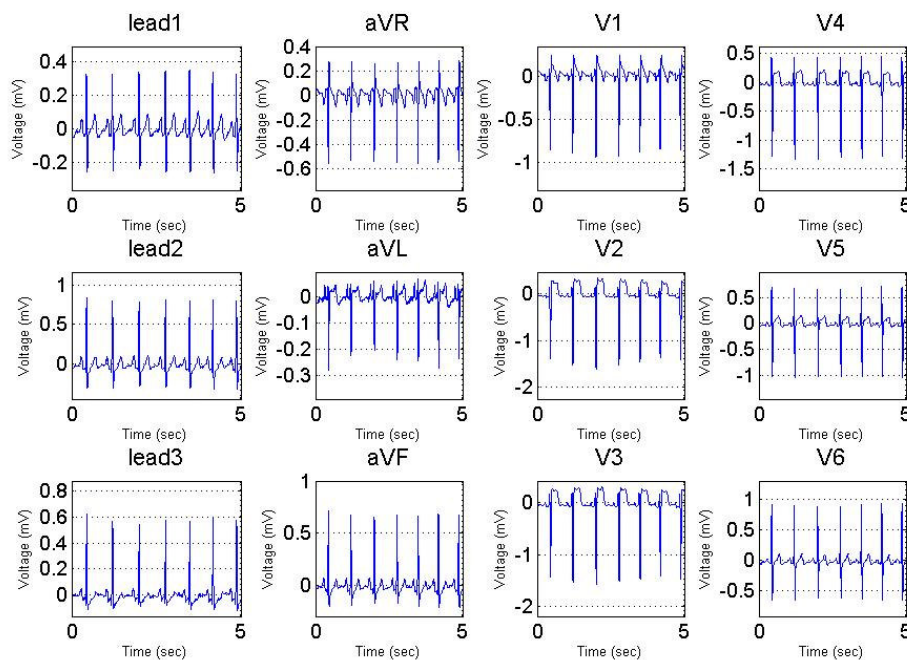 lead1 aVR V1 V4
0.4 0.2 0 -0.2 Voltage (mV) 0 5 Time (sec)
0.4 0.2 0 -0.2 -0.4 -0.6 Voltage (mV) 0 5 Time (sec)
0 -0.5 -1 Voltage (mV) 0 5 Time (sec)
0.5 0 -0.5 -1 -1.5 Voltage (mV) 0 5 Time (sec)
lead2 aVL V2 V5
1 0.5 0 Voltage (mV) 0 5 Time (sec)
0 -0.1 -0.2 -0.3 Voltage (mV) 0 5 Time (sec)
0 -1 -2 Voltage (mV) 0 5 Time (sec)
0.5 0 -0.5 -1 Voltage (mV) 0 5 Time (sec)
lead3 aVF V3 V6
0.8 0.6 0.4 0.2 0 Voltage (mV) 0 5 Time (sec)
1 0.5 0 Voltage (mV) 0 5 Time (sec)
0 -1 -2 Voltage (mV) 0 5 Time (sec)
1 0.5 0 -0.5 Voltage (mV) 0 5 Time (sec)